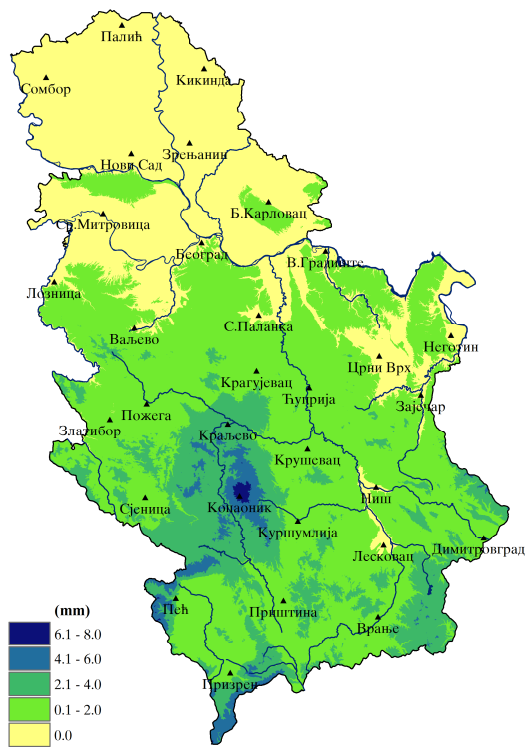 Палић
Кикинда
Сомбор
Зрењанин
Нови Сад
Б.Карловац
Ср.Митровица
Београд
В.Градиште
Лозница
С.Паланка
Ваљево
Неготин
Црни Врх
Крагујевац
Ћуприја
Зајечар
Пожега
Златибор
Краљево
Крушевац
Ниш
Копаоник
Сјеница
Куршумлија
Димитровград
Лесковац
Пећ
Приштина
Врање
Призрен
(mm)
6.1 - 8.0
4.1 - 6.0
2.1 - 4.0
0.1 - 2.0
0.0